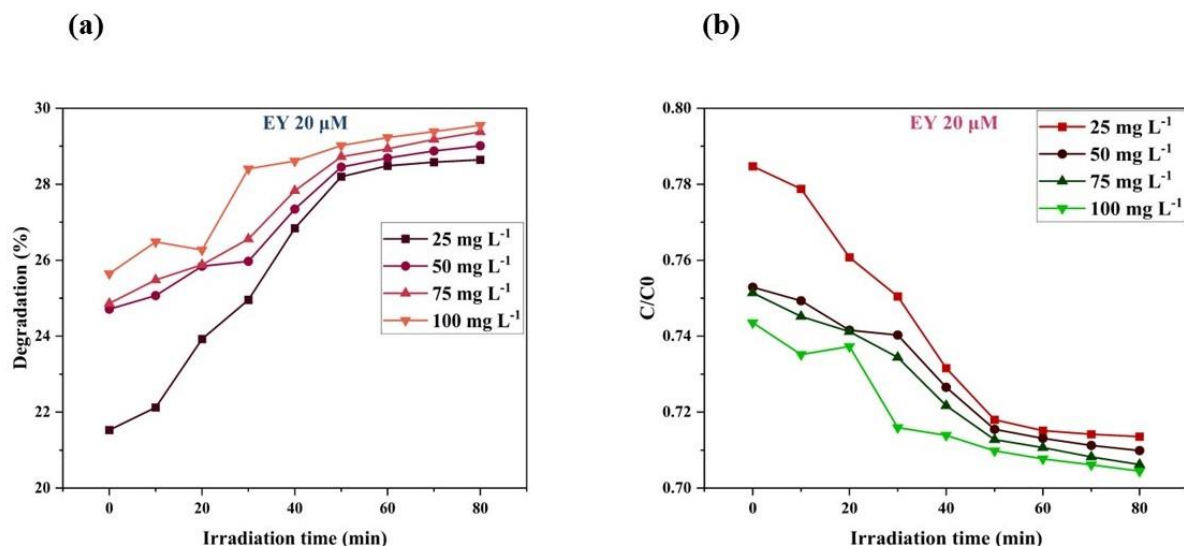 (a)
EY 20 µM
Degradation (%)
30
28
26
24
22
20
25 mg L⁻¹
50 mg L⁻¹
75 mg L⁻¹
100 mg L⁻¹
0
20
40
60
80
Irradiation time (min)
(b)
EY 20 µM
C/C0
0.80
0.78
0.76
0.74
0.72
0.70
25 mg L⁻¹
50 mg L⁻¹
75 mg L⁻¹
100 mg L⁻¹
0
20
40
60
80
Irradiation time (min)